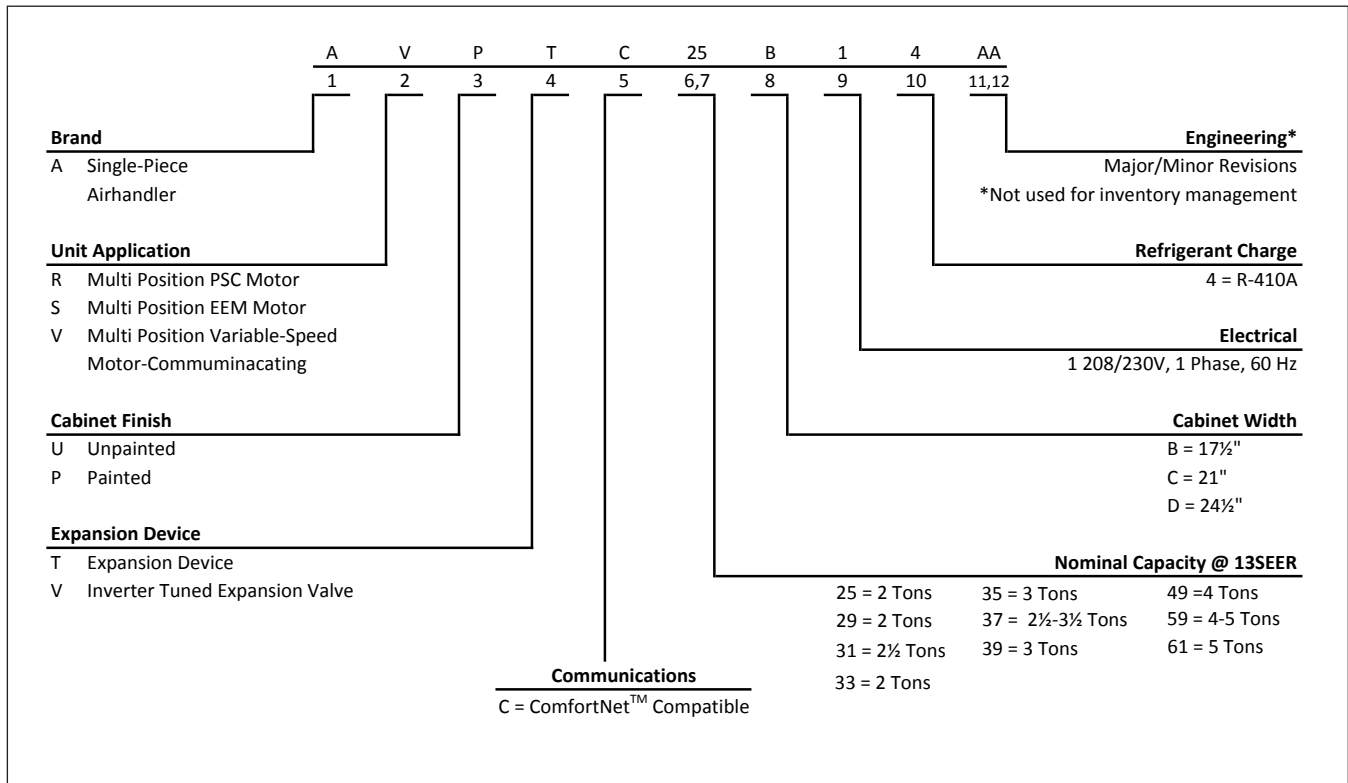 A V P T C 25 B 1 4 AA
1 2 3 4 5 6,7 8 9 10 11,12
Brand
A Single-Piece
Airhandler
Unit Application
R Multi Position PSC Motor
S Multi Position EEM Motor
V Multi Position Variable-Speed
Motor-Commuminacating
Cabinet Finish
U Unpainted
P Painted
Expansion Device
T Expansion Device
V Inverter Tuned Expansion Valve
Communications
C = ComfortNet™ Compatible
Engineering*
Major/Minor Revisions
*Not used for inventory management
Refrigerant Charge
4 = R-410A
Electrical
1 208/230V, 1 Phase, 60 Hz
Cabinet Width
B = 17½"
C = 21"
D = 24½"
Nominal Capacity @ 13SEER
25 = 2 Tons 35 = 3 Tons 49 =4 Tons
29 = 2 Tons 37 = 2½-3½ Tons 59 = 4-5 Tons
31 = 2½ Tons 39 = 3 Tons 61 = 5 Tons
33 = 2 Tons